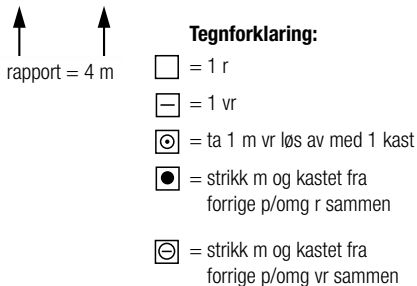 rapport = 4 m
Tegnforklaring:
= 1 r
= 1 vr
= ta 1 m vr løs av med 1 kast
= strikk m og kastet fra
forrige p/omg r sammen
= strikk m og kastet fra
forrige p/omg vr sammen